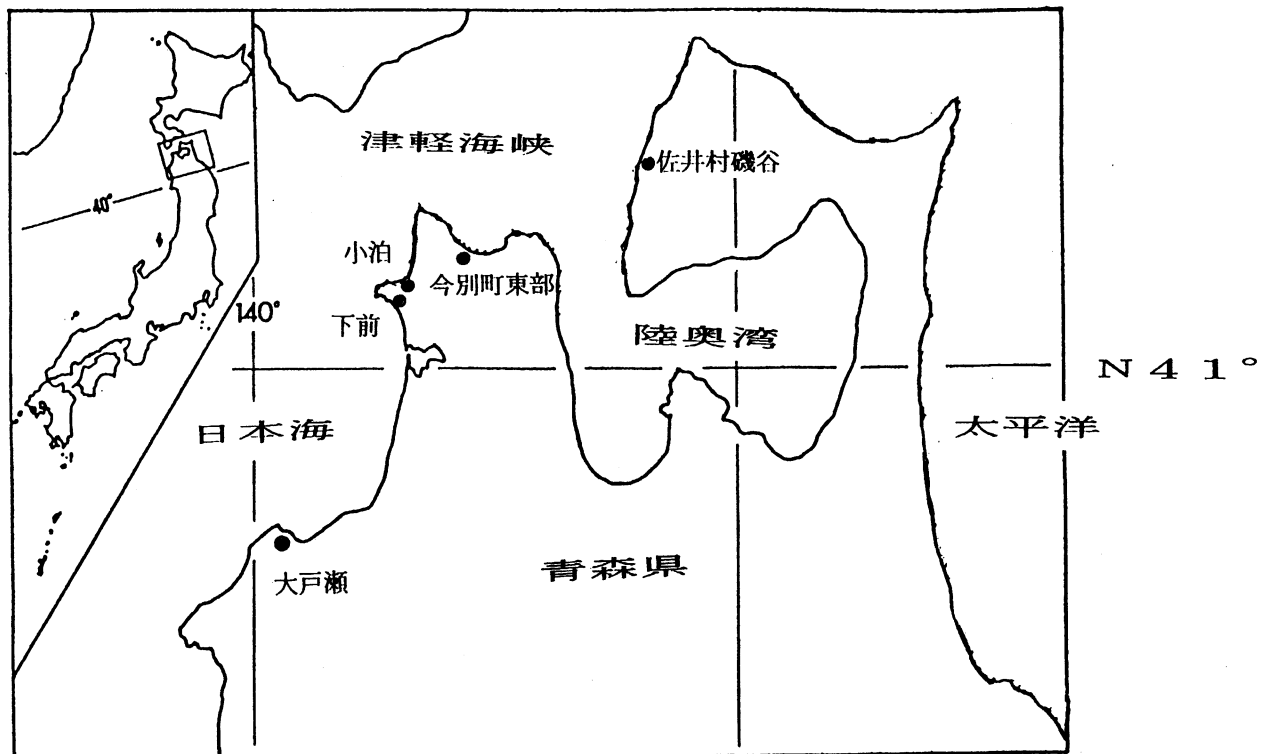 津軽海峡
佐井村磯谷
40°
小泊
今別町東部
140°
下前
陸奥湾
N41°
日本海
太平洋
青森県
大戸瀬